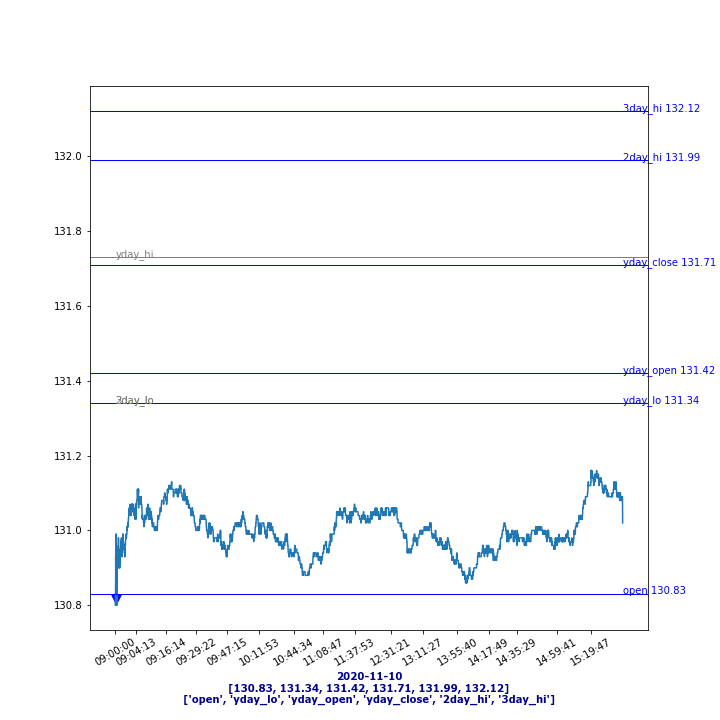 3day_hi 132.12
132.0
2day_hi 131.99
131.8
yday_hi
yday_close 131.71
131.6
131.4
yday_open 131.42
yday_lo 131.34
131.2
131.0
130.8
open 130.83
09:00:00 09:04:13 09:16:14 09:29:22 09:47:15 10:11:53 10:44:34 11:08:47 11:37:53 12:31:21 13:11:27 13:55:40 14:17:49 14:35:29 14:59:41 15:19:47
2020-11-10
[130.83, 131.34, 131.42, 131.71, 131.99, 132.12]
['open', 'yday_lo', 'yday_open', 'yday_close', '2day_hi', '3day_hi']